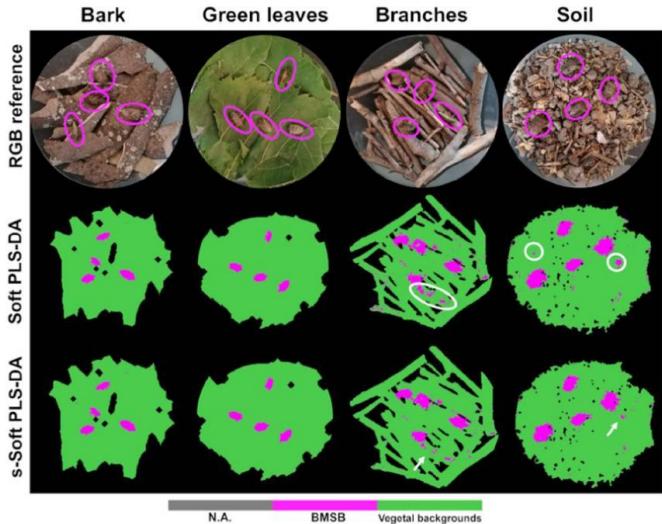 Bark Green leaves Branches Soil
RGB reference
Soft PLS-DA
s-Soft PLS-DA
N.A. BMSB Vegetal backgrounds